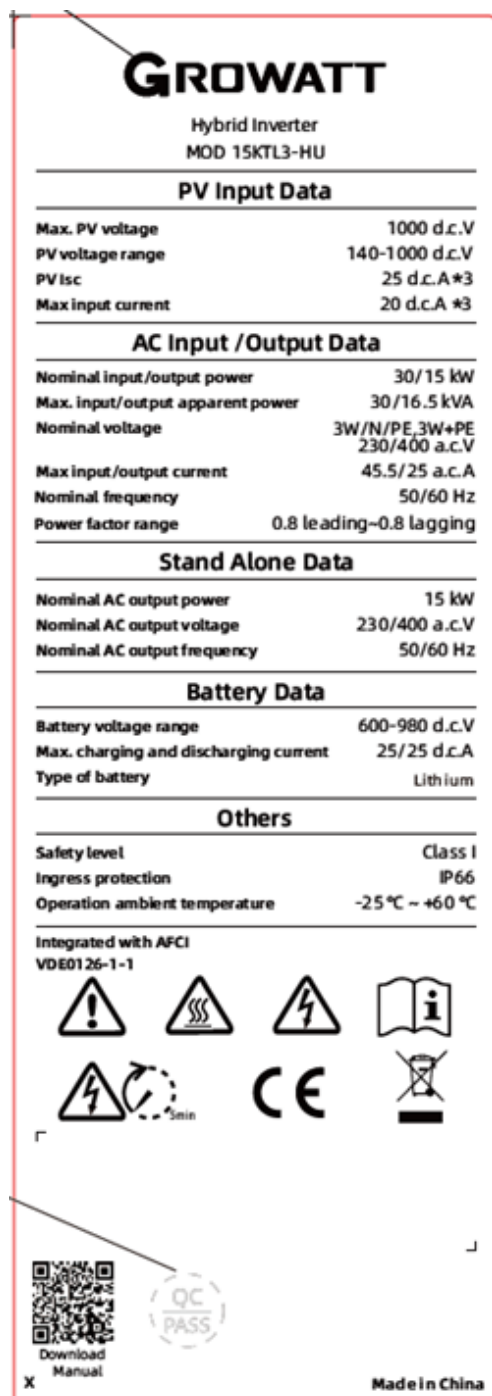 GROWATT
Hybrid Inverter
MOD 15KTL3-HU
PV Input Data
Max. PV voltage 1000 d.c.V
PV voltage range 140-1000 d.c.V
PV Isc 25 d.c.A*3
Max input current 20 d.c.A *3
AC Input /Output Data
Nominal input/output power 30/15 kW
Max. input/output apparent power 30/16.5 kVA
Nominal voltage 3W/N/PE,3W+PE
230/400 a.c.V
Max input/output current 45.5/25 a.c.A
Nominal frequency 50/60 Hz
Power factor range 0.8 leading~0.8 lagging
Stand Alone Data
Nominal AC output power 15 kW
Nominal AC output voltage 230/400 a.c.V
Nominal AC output frequency 50/60 Hz
Battery Data
Battery voltage range 600-980 d.c.V
Max. charging and discharging current 25/25 d.c.A
Type of battery Lithium
Others
Safety level Class I
Ingress protection IP66
Operation ambient temperature -25℃ ~ +60 ℃
Integrated with AFCI
VDE0126-1-1
5min
CE
QC
PASS
Download
Manual
X Made in China